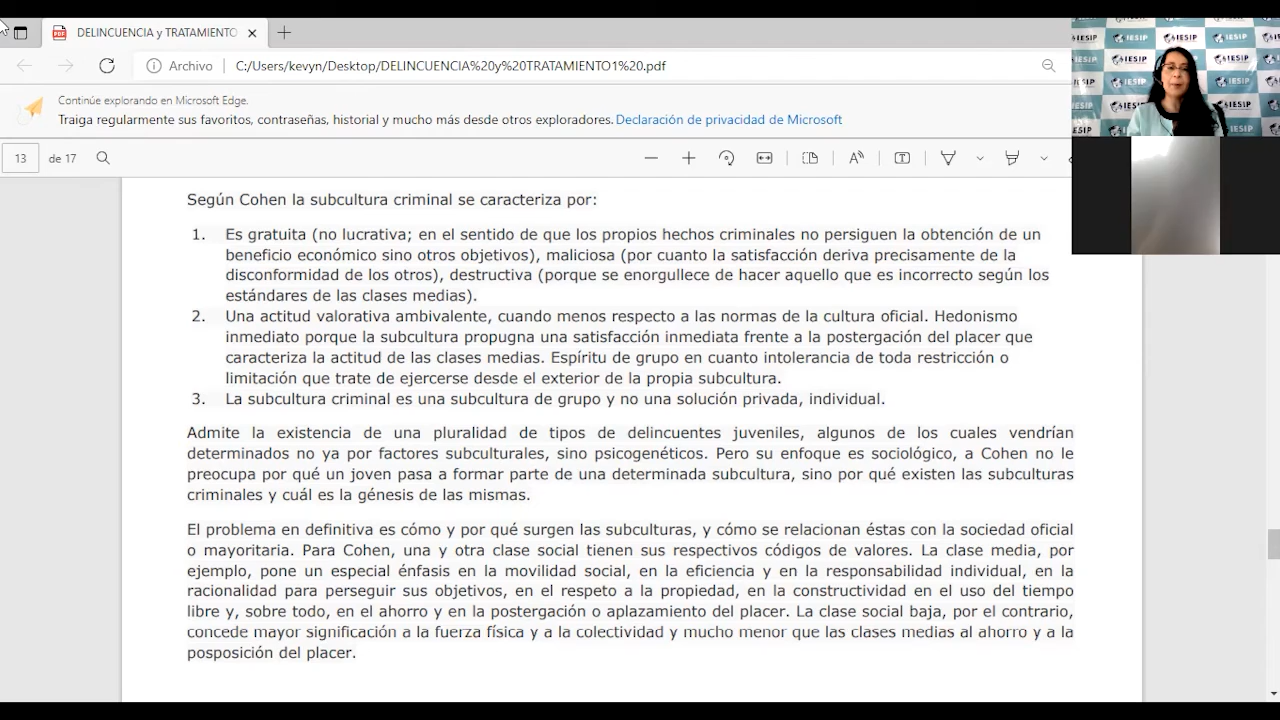 DELINCUENCIA y TRATAMIENTO
Archivo
C:/Users/kevyn/Desktop/DELINCUENCIA%20y%20TRATAMIENTO1%20.pdf
Continúe explorando en Microsoft Edge.
Traiga regularmente sus favoritos, contraseñas, historial y mucho más desde otros exploradores. Declaración de privacidad de Microsoft
13 de 17
Según Cohen la subcultura criminal se caracteriza por:
1. Es gratuita (no lucrativa; en el sentido de que los propios hechos criminales no persiguen la obtención de un
beneficio económico sino otros objetivos), maliciosa (por cuanto la satisfacción deriva precisamente de la
disconformidad de los otros), destructiva (porque se enorgullece de hacer aquello que es incorrecto según los
estándares de las clases medias).
2. Una actitud valorativa ambivalente, cuando menos respecto a las normas de la cultura oficial. Hedonismo
inmediato porque la subcultura propugna una satisfacción inmediata frente a la postergación del placer que
caracteriza la actitud de las clases medias. Espíritu de grupo en cuanto intolerancia de toda restricción o
limitación que trate de ejercerse desde el exterior de la propia subcultura.
3. La subcultura criminal es una subcultura de grupo y no una solución privada, individual.
Admite la existencia de una pluralidad de tipos de delincuentes juveniles, algunos de los cuales vendrían
determinados no ya por factores subculturales, sino psicogenéticos. Pero su enfoque es sociológico, a Cohen no le
preocupa por qué un joven pasa a formar parte de una determinada subcultura, sino por qué existen las subculturas
criminales y cuál es la génesis de las mismas.
El problema en definitiva es cómo y por qué surgen las subculturas, y cómo se relacionan éstas con la sociedad oficial
o mayoritaria. Para Cohen, una y otra clase social tienen sus respectivos códigos de valores. La clase media, por
ejemplo, pone un especial énfasis en la movilidad social, en la eficiencia y en la responsabilidad individual, en la
racionalidad para perseguir sus objetivos, en el respeto a la propiedad, en la constructividad en el uso del tiempo
libre y, sobre todo, en el ahorro y en la postergación o aplazamiento del placer. La clase social baja, por el contrario,
concede mayor significación a la fuerza física y a la colectividad y mucho menor que las clases medias al ahorro y a la
posposición del placer.
IESIP
IESIP
IESIP
IESIP